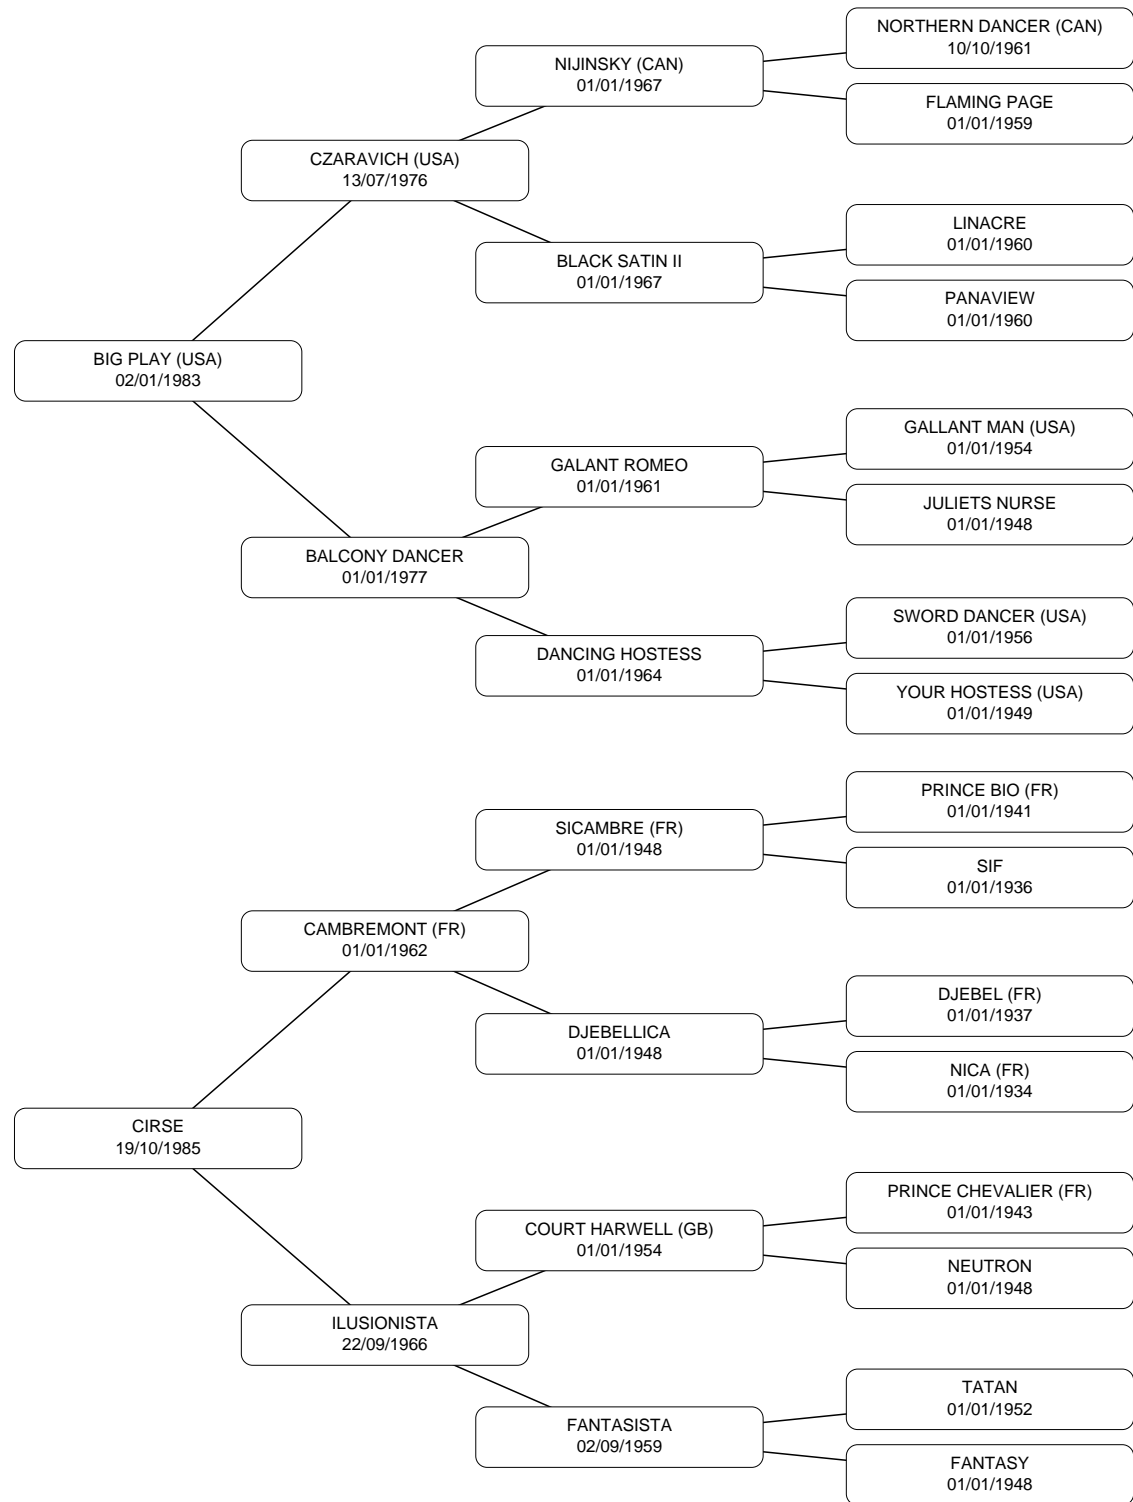 NORTHERN DANCER (CAN)
10/10/1961
NIJINSKY (CAN)
01/01/1967
FLAMING PAGE
01/01/1959
CZARAVICH (USA)
13/07/1976
LINACRE
01/01/1960
BLACK SATIN II
01/01/1967
PANAVIEW
01/01/1960
BIG PLAY (USA)
02/01/1983
GALLANT MAN (USA)
01/01/1954
GALANT ROMEO
01/01/1961
JULIETS NURSE
01/01/1948
BALCONY DANCER
01/01/1977
SWORD DANCER (USA)
01/01/1956
DANCING HOSTESS
01/01/1964
YOUR HOSTESS (USA)
01/01/1949
PRINCE BIO (FR)
01/01/1941
SICAMBRE (FR)
01/01/1948
SIF
01/01/1936
CAMBREMONT (FR)
01/01/1962
DJEBEL (FR)
01/01/1937
DJEBELLICA
01/01/1948
NICA (FR)
01/01/1934
CIRSE
19/10/1985
PRINCE CHEVALIER (FR)
01/01/1943
COURT HARWELL (GB)
01/01/1954
NEUTRON
01/01/1948
ILUSIONISTA
22/09/1966
TATAN
01/01/1952
FANTASISTA
02/09/1959
FANTASY
01/01/1948